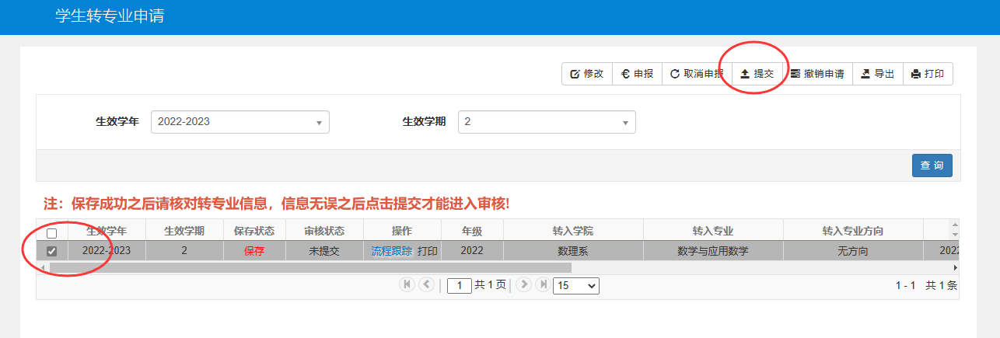 学生转专业申请
修改 申报 取消申报 提交 撤销申请 导出 打印
生效学年 2022-2023 生效学期 2
查 询
注：保存成功之后请核对转专业信息，信息无误之后点击提交才能进入审核!
生效学年 生效学期 保存状态 审核状态 操作 年级 转入学院 转入专业 转入专业方向
2022-2023 2 保存 未提交 流程跟踪 打印 2022 数理系 数学与应用数学 无方向 2022
1 共 1 页 15 1 - 1 共 1 条